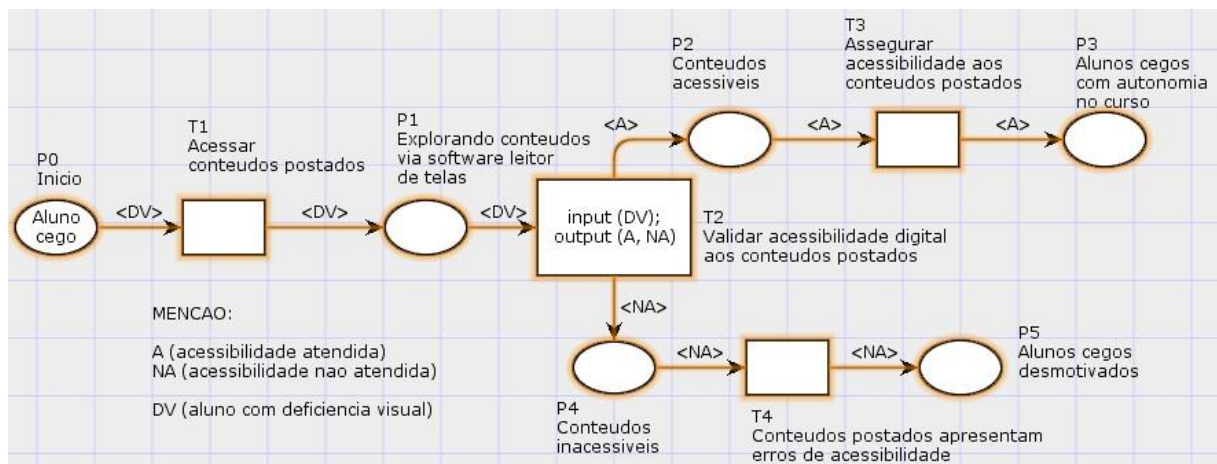 P0
Inicio
Aluno
cego
<DV>
T1
Acessar
conteudos postados
<DV>
P1
Explorando conteudos
via software leitor
de telas
<DV>
input (DV);
output (A, NA)
T2
Validar acessibilidade digital
aos conteudos postados
<A>
P2
Conteudos
acessiveis
<A>
T3
Assegurar
acessibilidade aos
conteudos postados
<A>
P3
Alunos cegos
com autonomia
no curso
<NA>
P4
Conteudos
inacessiveis
<NA>
T4
Conteudos postados apresentam
erros de acessibilidade
<NA>
P5
Alunos cegos
desmotivados
MENCAO:
A (acessibilidade atendida)
NA (acessibilidade nao atendida)
DV (aluno com deficiencia visual)